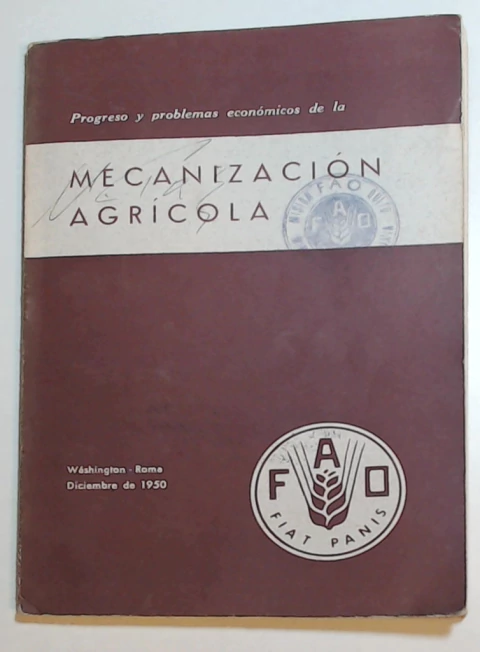 Progreso y problemas económicos de la
MECANIZACIÓN
AGRÍCOLA
FAO
F A O
Wáshington - Roma
Diciembre de 1950
F A O
FIAT PANIS